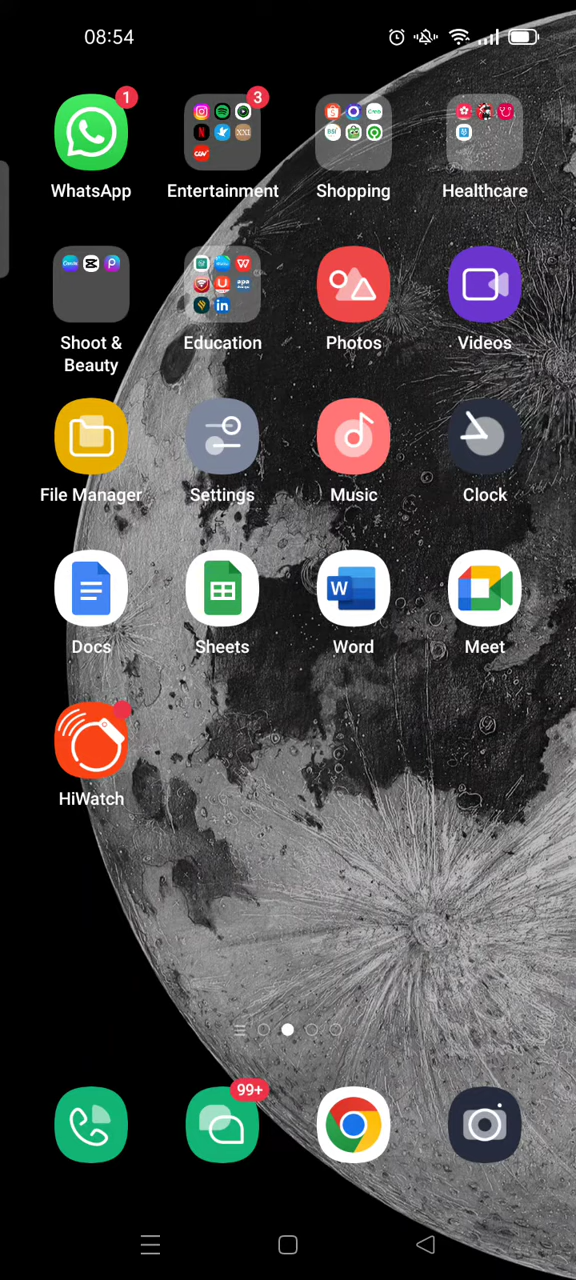 08:54
1
3
WhatsApp
Entertainment
Shopping
Healthcare
Shoot &
Beauty
Education
Photos
Videos
File Manager
Settings
Music
Clock
W
Docs
Sheets
Word
Meet
HiWatch
99+